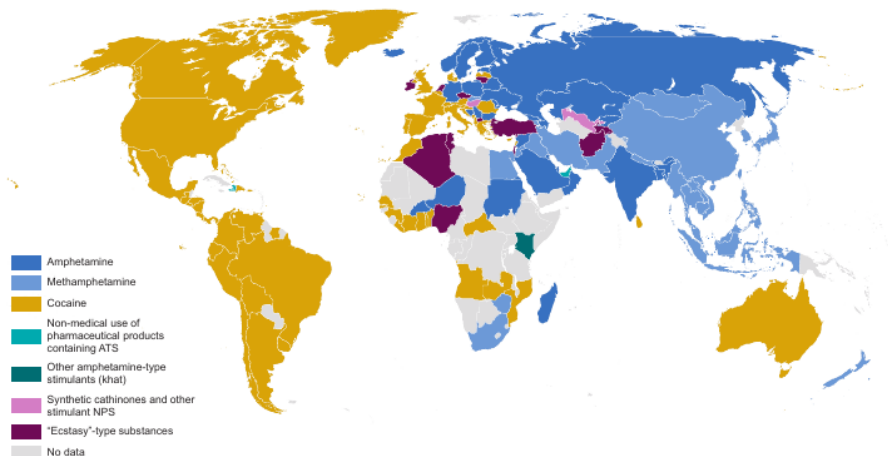 Amphetamine
Methamphetamine
Cocaine
Non-medical use of
pharmaceutical products
containing ATS
Other amphetamine-type
stimulants (khat)
Synthetic cathinones and other
stimulant NPS
"Ecstasy"-type substances
No data